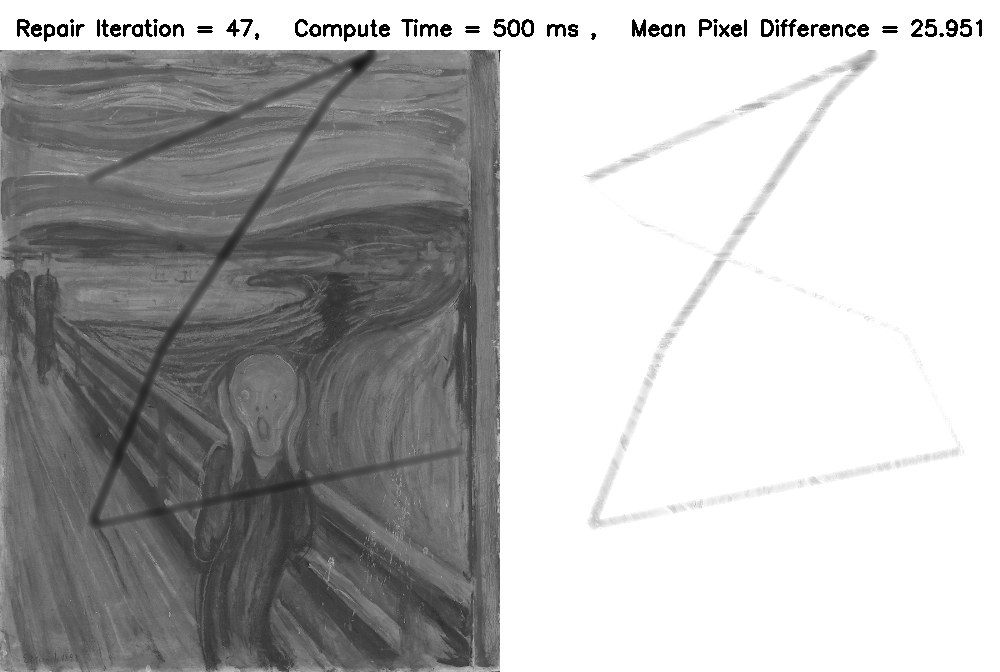 Repair Iteration = 47,   Compute Time = 500 ms ,   Mean Pixel Difference = 25.951